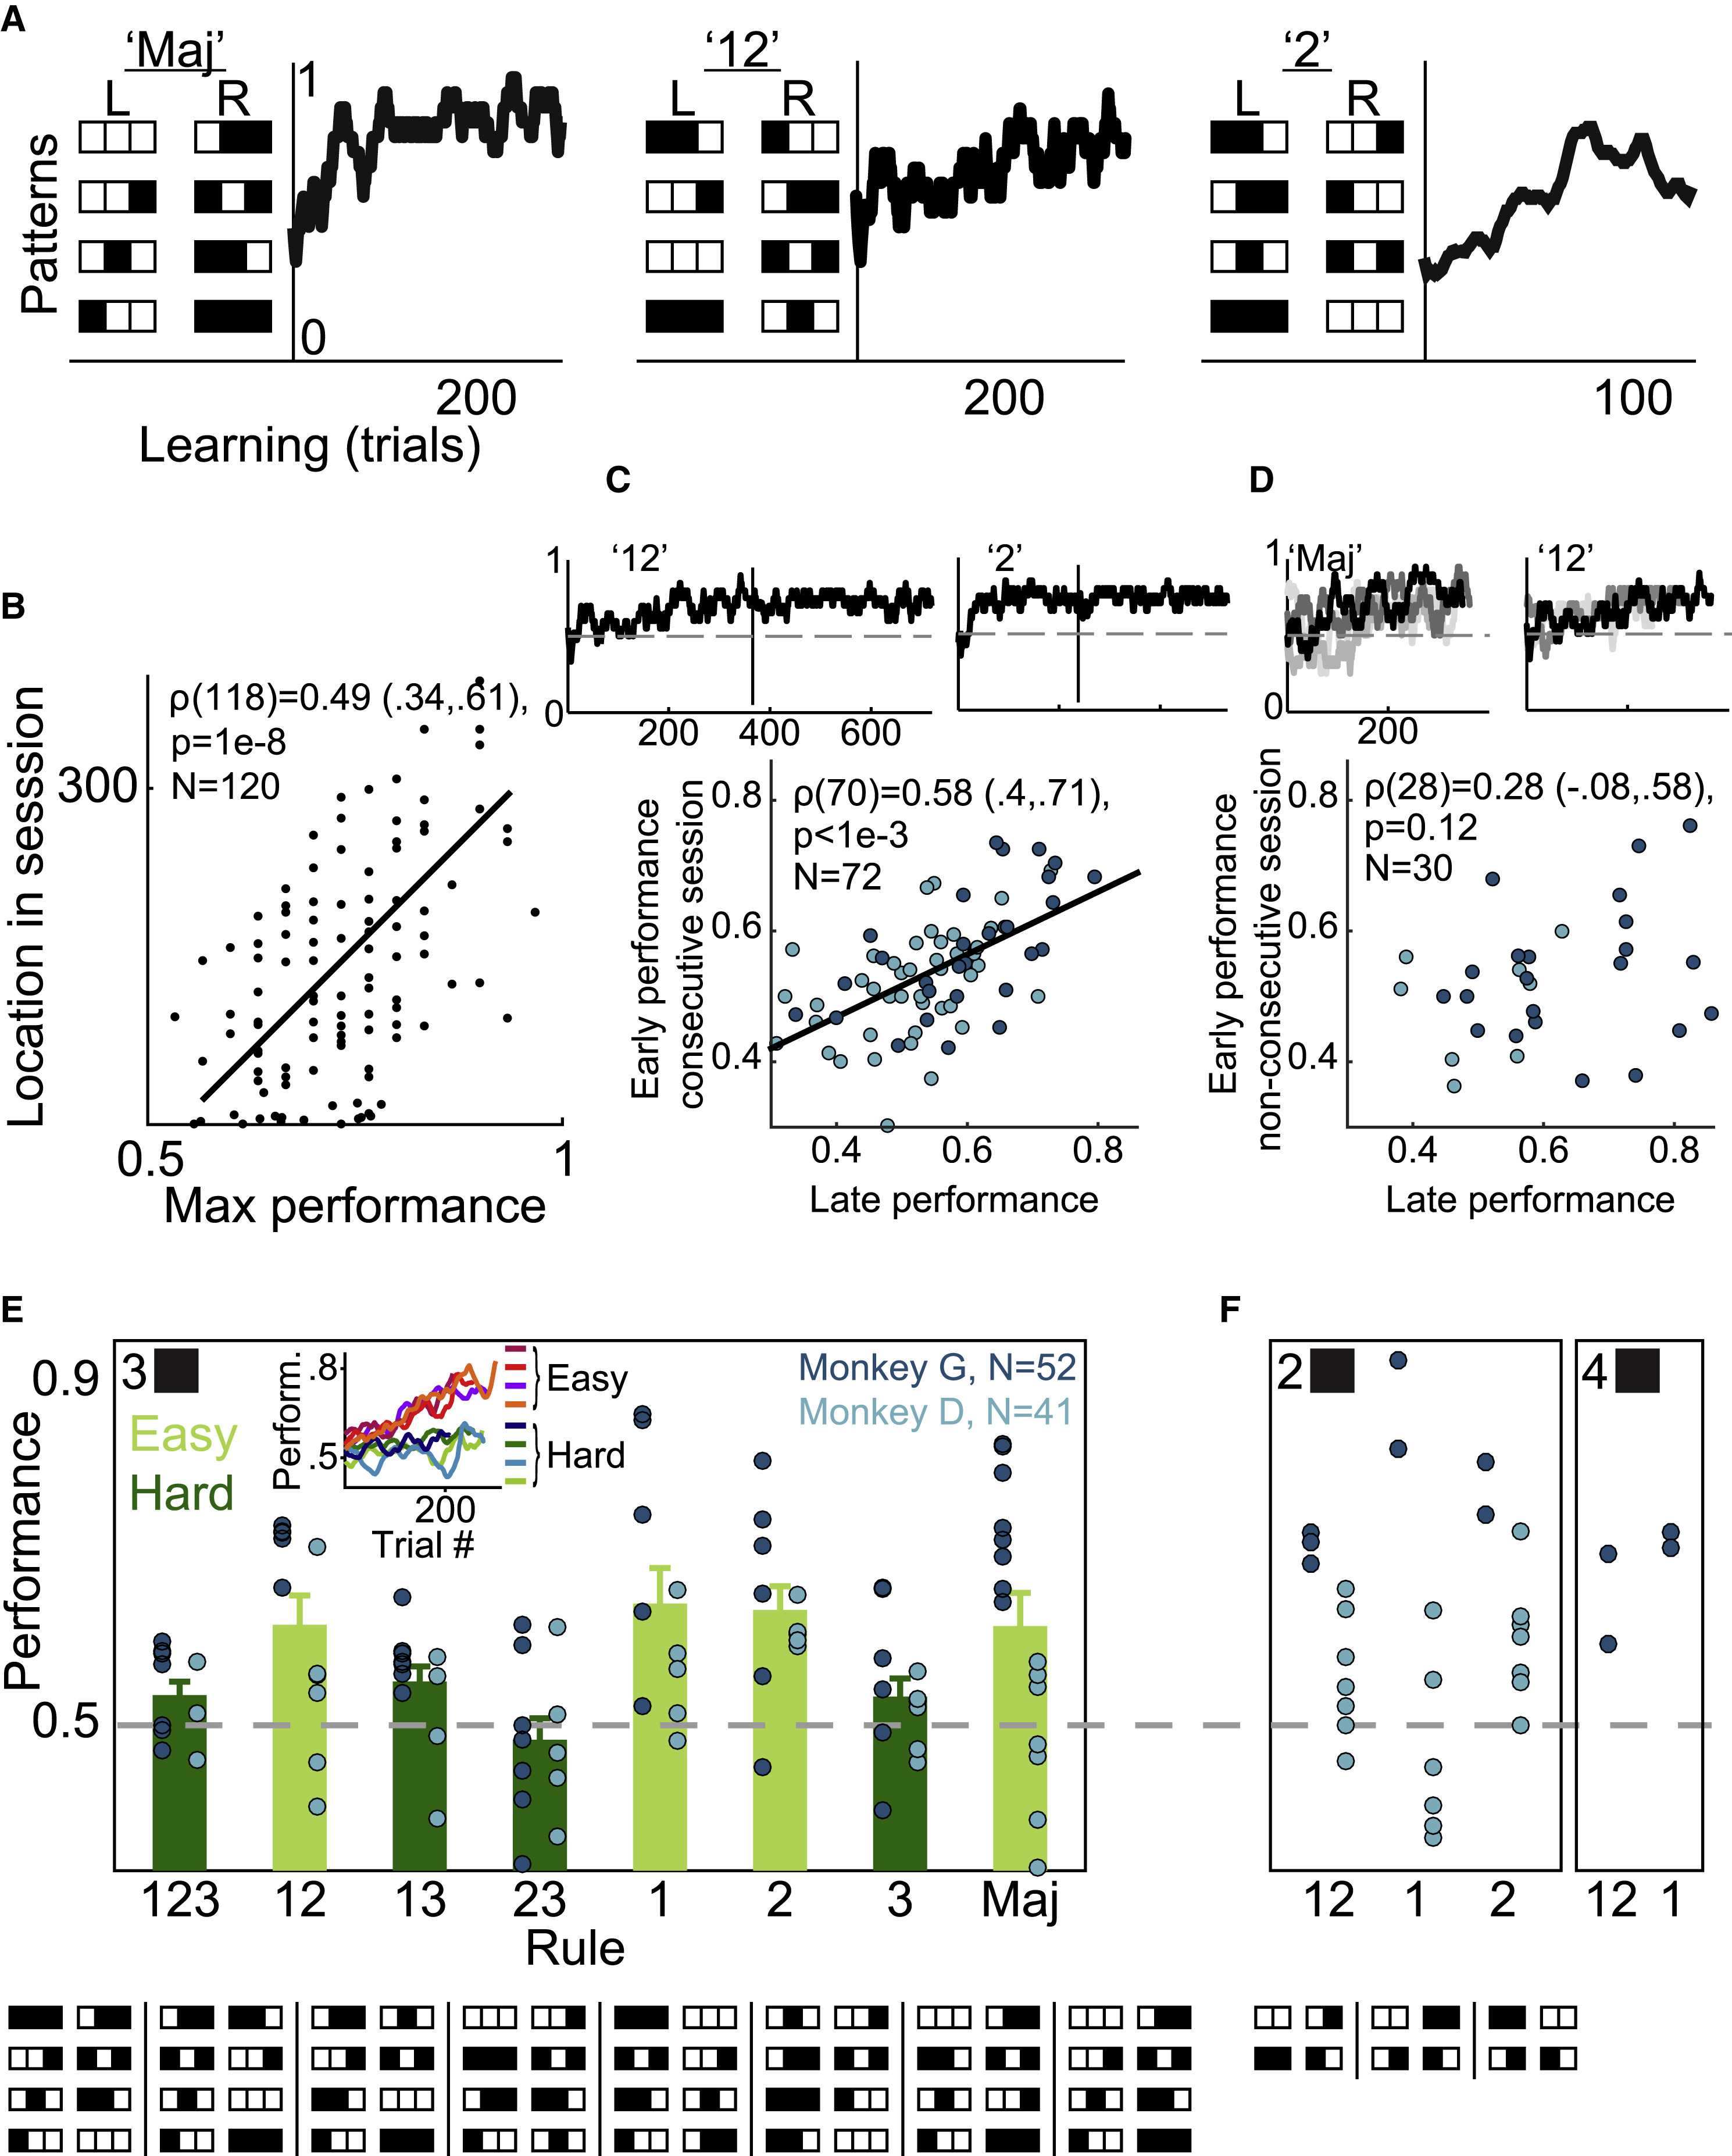 A
‘Maj’
‘12’
‘2’
L R
L R
L R
1
0
Patterns
200
200
100
Learning (trials)
C
D
B
1
‘12’
‘2’
0
200 400 600
1
‘Maj’
‘12’
0
200
Location in sesssion
300
ρ(118)=0.49 (.34,.61),
p=1e-8
N=120
0.5
1
Max performance
Early performance
consecutive session
0.8
0.6
0.4
ρ(70)=0.58 (.4,.71),
p<1e-3
N=72
0.4 0.6 0.8
Late performance
Early performance
non-consecutive session
0.8
0.6
0.4
ρ(28)=0.28 (-.08,.58),
p=0.12
N=30
0.4 0.6 0.8
Late performance
E
F
Performance
0.9
0.5
3
Easy
Hard
Perform.
.8
.5
200
Trial #
Easy
Hard
Monkey G, N=52
Monkey D, N=41
2
4
123 12 13 23 1 2 3 Maj
Rule
12 1 2
12 1